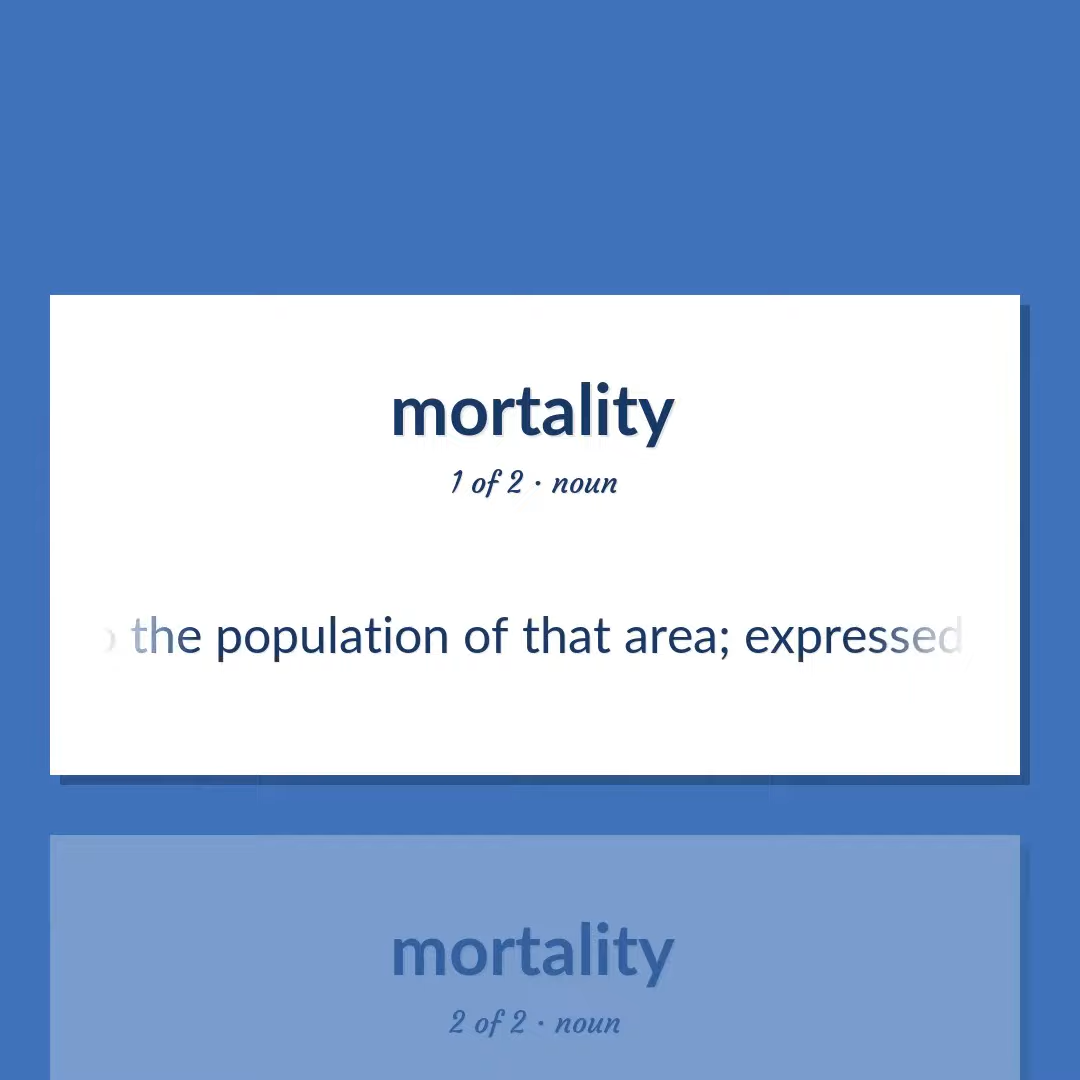 mortality
1 of 2 · noun
the population of that area; expressed
mortality
2 of 2 · noun